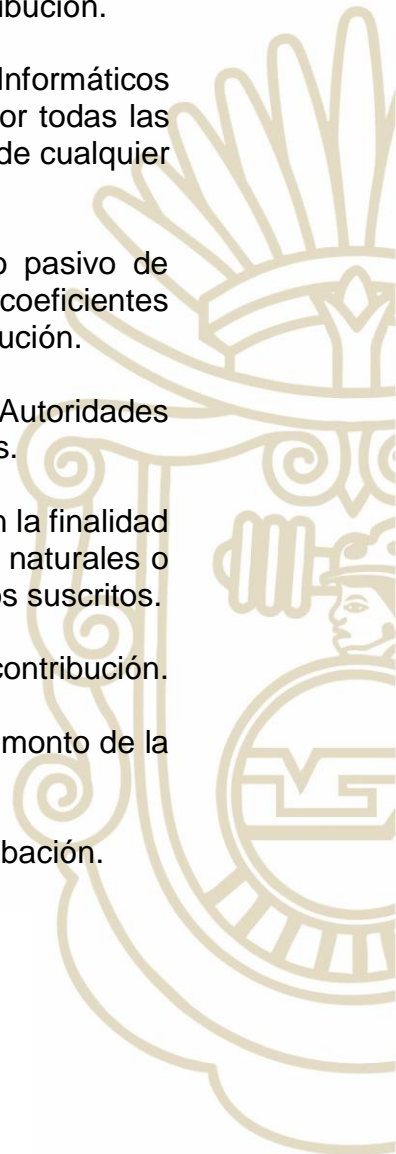 ribución.
Informáticos
or todas las
de cualquier
o pasivo de
coeficientes
ución.
Autoridades
s.
n la finalidad
naturales o
os suscritos.
contribución.
monto de la
bación.